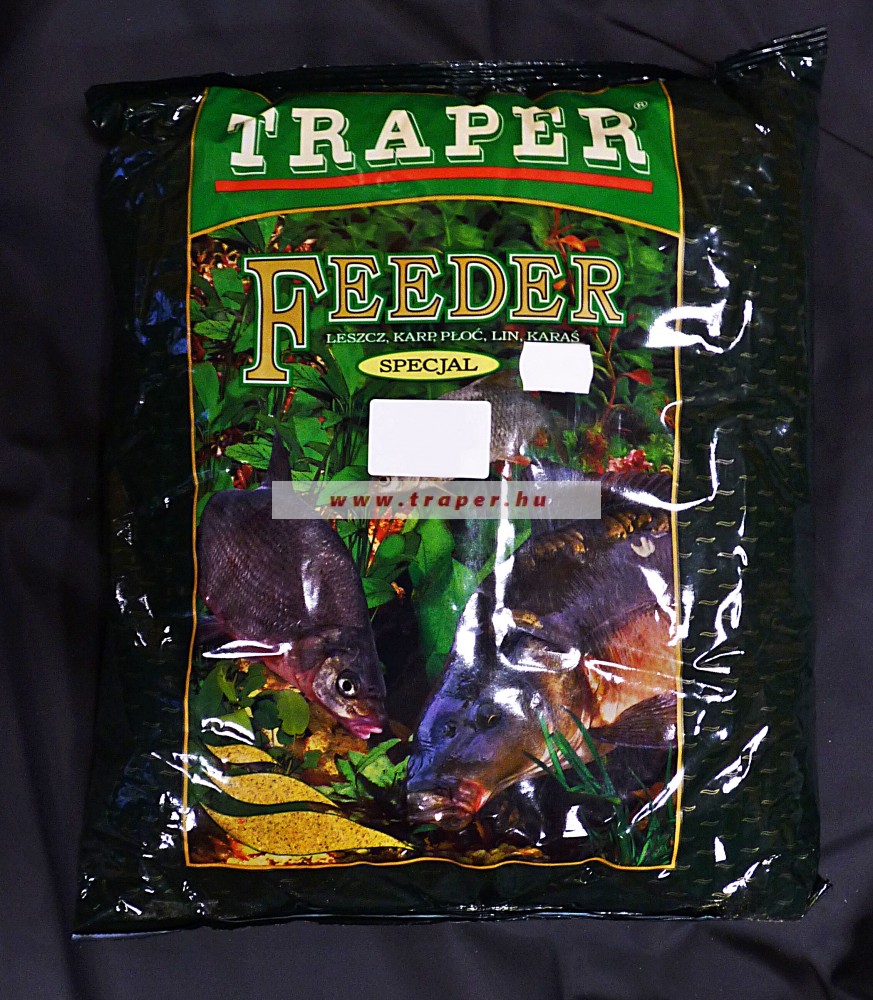 TRAPER®
FEEDER
LESZCZ, KARP, PŁOĆ, LIN, KARAŚ
SPECJAL
www.traper.hu